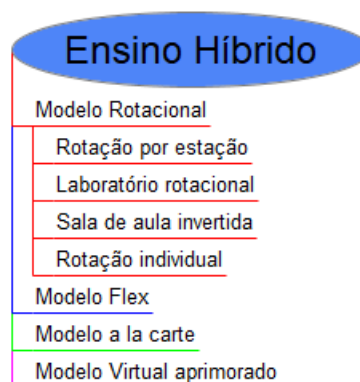 Ensino Híbrido
Modelo Rotacional
Rotação por estação
Laboratório rotacional
Sala de aula invertida
Rotação individual
Modelo Flex
Modelo a la carte
Modelo Virtual aprimorado